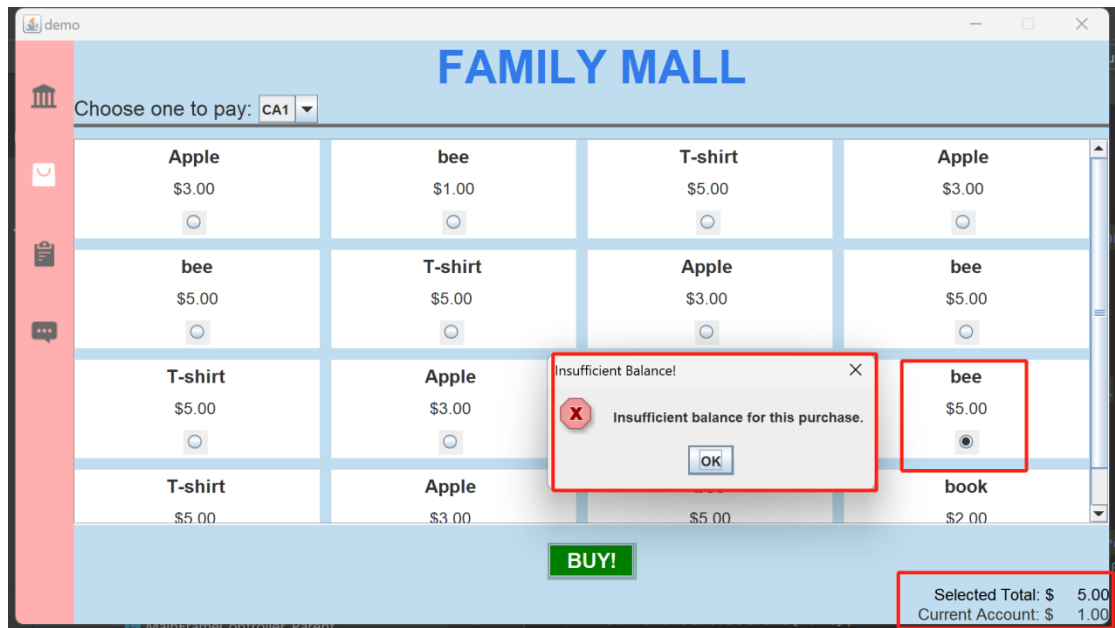 demo
FAMILY MALL
Choose one to pay: CA1
Apple bee T-shirt Apple
$3.00 $1.00 $5.00 $3.00
bee T-shirt Apple bee
$5.00 $5.00 $3.00 $5.00
T-shirt Apple bee
$5.00 $3.00 $5.00
Insufficient Balance!
Insufficient balance for this purchase.
OK
T-shirt Apple book
$5.00 $3.00 $5.00 $2.00
BUY!
Selected Total: $ 5.00
Current Account: $ 1.00